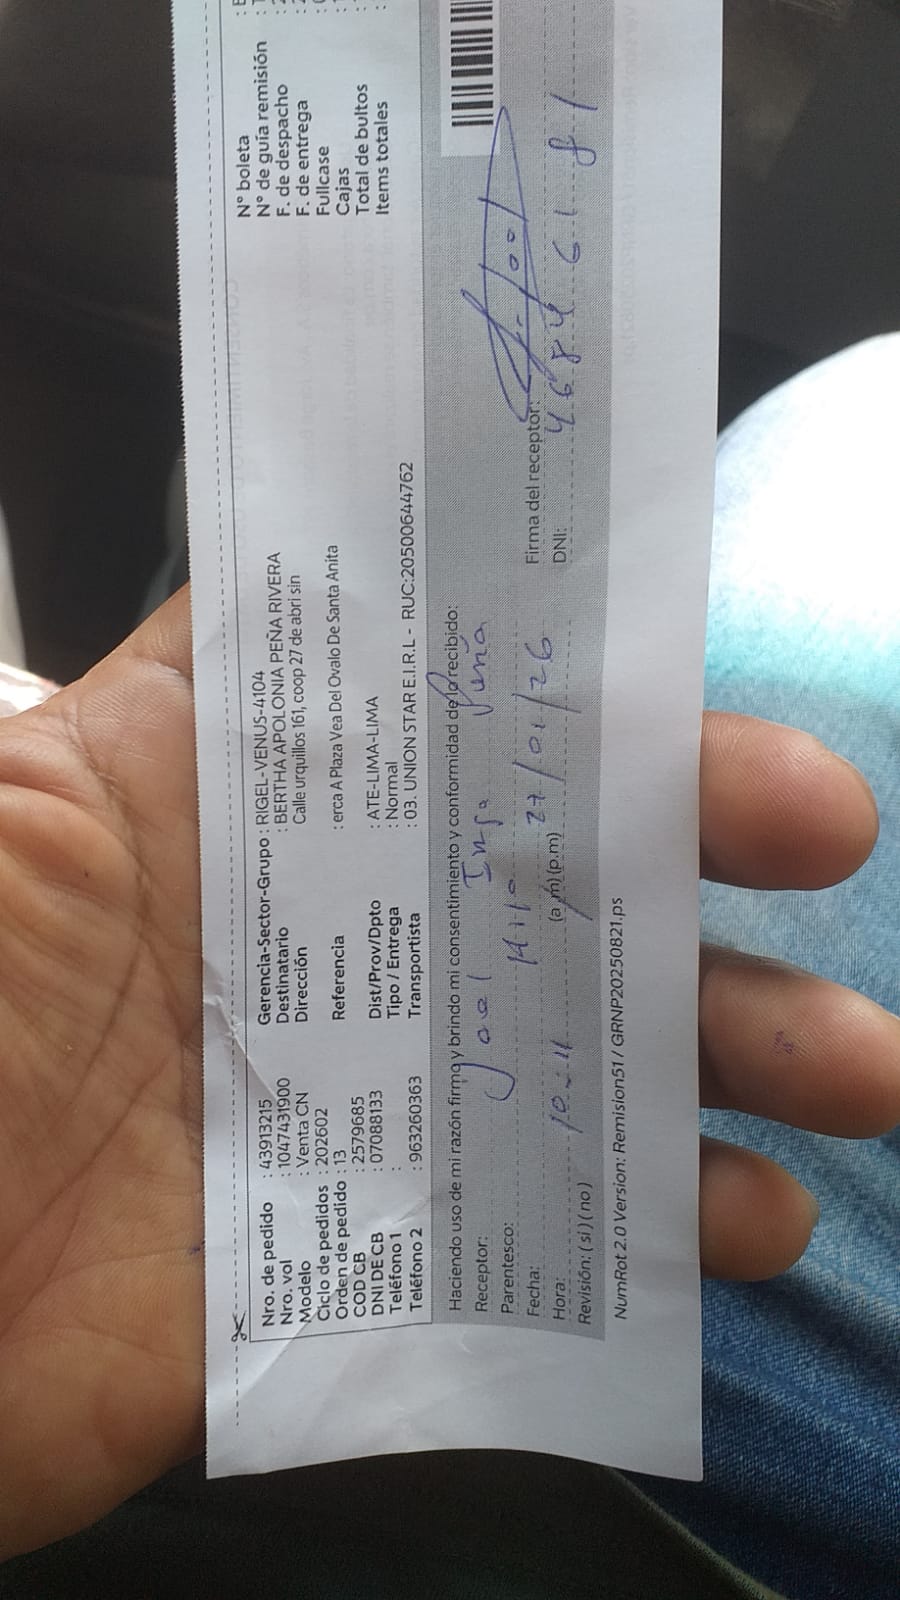 Nro. de pedido : 43913215
Nro. vol : 1047431900
Modelo : Venta CN
Ciclo de pedidos : 202602
Orden de pedido : 13
COD CB : 2579685
DNI DE CB : 07088133
Teléfono 1 :
Teléfono 2 : 963260363
Gerencia-Sector-Grupo : RIGEL-VENUS-4104
Destinatario : BERTHA APOLONIA PEÑA RIVERA
Dirección Calle urquillos 161, coop 27 de abri sin
Referencia : erca A Plaza Vea Del Ovalo De Santa Anita
Dist/Prov/Dpto : ATE-LIMA-LIMA
Tipo / Entrega : Normal
Transportista : 03. UNION STAR E.I.R.L - RUC:20500644762
N° boleta
N° de guía remisión
F. de despacho
F. de entrega
Fullcase
Cajas
Total de bultos
Items totales
Haciendo uso de mi razón firmo y brindo mi consentimiento y conformidad de lo recibido:
Receptor: Joel Inga Peña
Parentesco: Hijo
Fecha: 27/01/26
Firma del receptor:
Hora: 10-11 (a.m)(p.m)
DNI: 46846181
Revisión: (si) (no)
NumRot 2.0 Version: Remision51 / GRNP20250821.ps